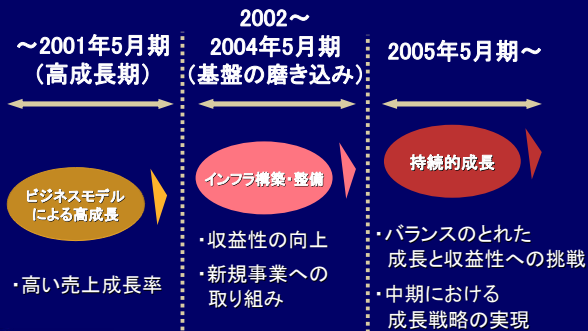 ～2001年5月期
（高成長期）
ビジネスモデル
による高成長
・高い売上成長率
2002～
2004年5月期
（基盤の磨き込み）
インフラ構築・整備
・収益性の向上
・新規事業への
取り組み
2005年5月期～
持続的成長
・バランスのとれた
成長と収益性への挑戦
・中期における
成長戦略の実現